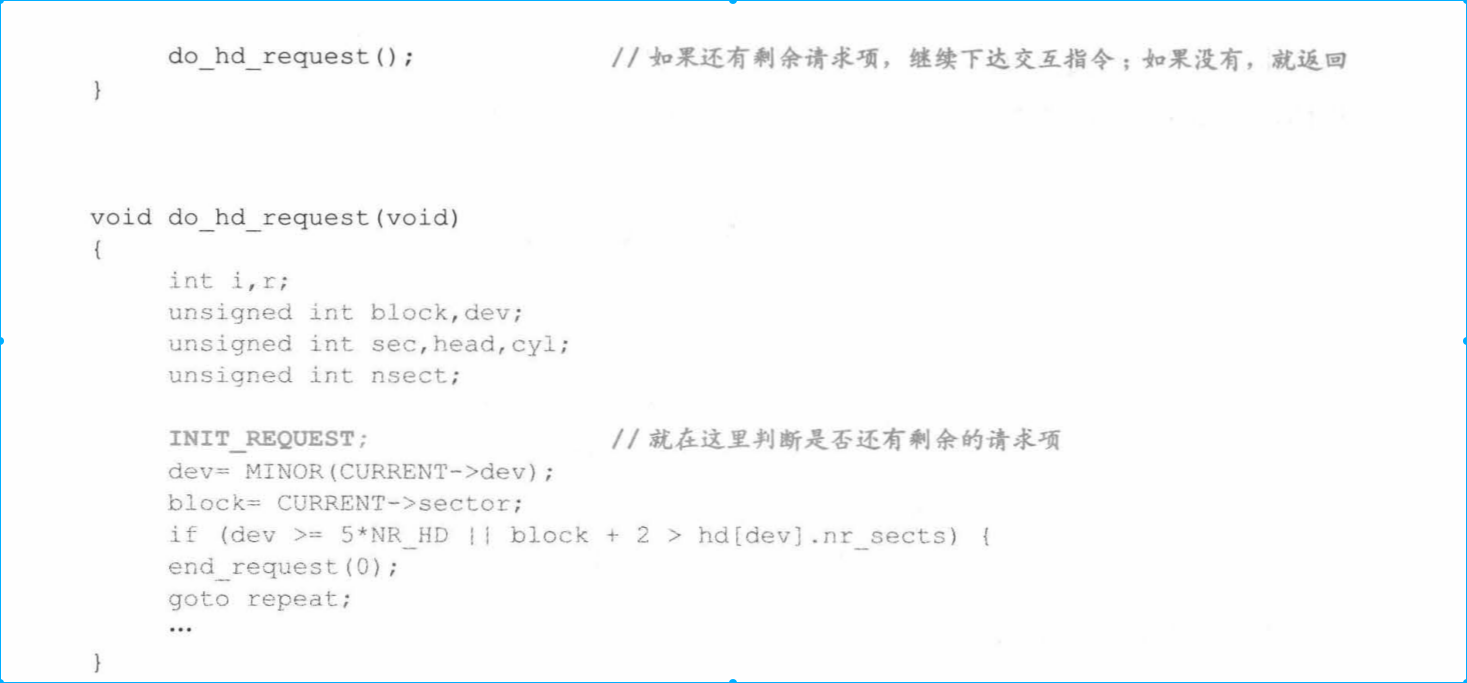 do_hd_request(); // 如果还有剩余请求项，继续下达交互指令；如果没有，就返回
}
void do_hd_request(void)
{
int i,r;
unsigned int block,dev;
unsigned int sec,head,cyl;
unsigned int nsect;
INIT_REQUEST; // 就在这里判断是否还有剩余的请求项
dev= MINOR(CURRENT->dev);
block= CURRENT->sector;
if (dev >= 5*NR_HD || block + 2 > hd[dev].nr_sects) {
end_request(0);
goto repeat;
…
}